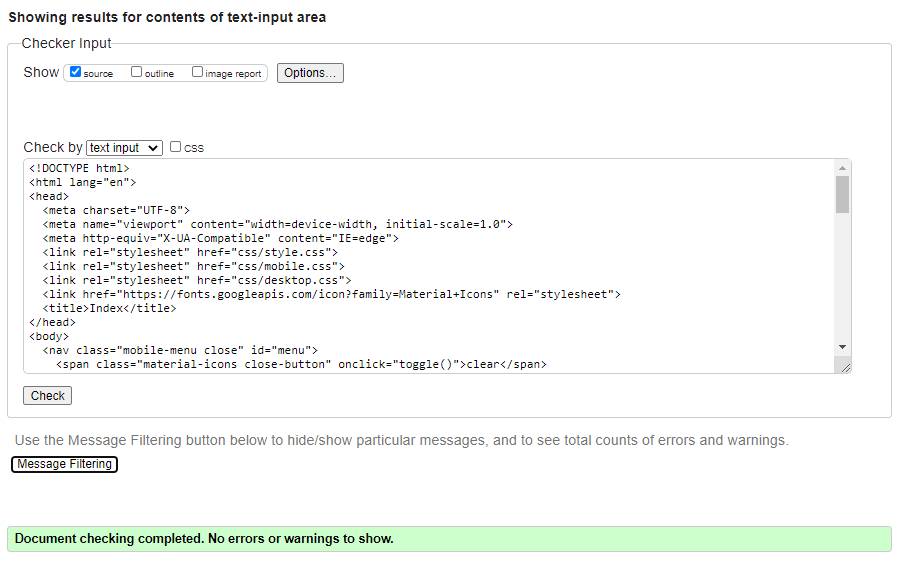 Showing results for contents of text-input area
Checker Input
Show source outline image report Options...
Check by text input css
<!DOCTYPE html>
<html lang="en">
<head>
<meta charset="UTF-8">
<meta name="viewport" content="width=device-width, initial-scale=1.0">
<meta http-equiv="X-UA-Compatible" content="IE=edge">
<link rel="stylesheet" href="css/style.css">
<link rel="stylesheet" href="css/mobile.css">
<link rel="stylesheet" href="css/desktop.css">
<link href="https://fonts.googleapis.com/icon?family=Material+Icons" rel="stylesheet">
<title>Index</title>
</head>
<body>
<nav class="mobile-menu close" id="menu">
<span class="material-icons close-button" onclick="toggle()">clear</span>
Check
Use the Message Filtering button below to hide/show particular messages, and to see total counts of errors and warnings.
Message Filtering
Document checking completed. No errors or warnings to show.